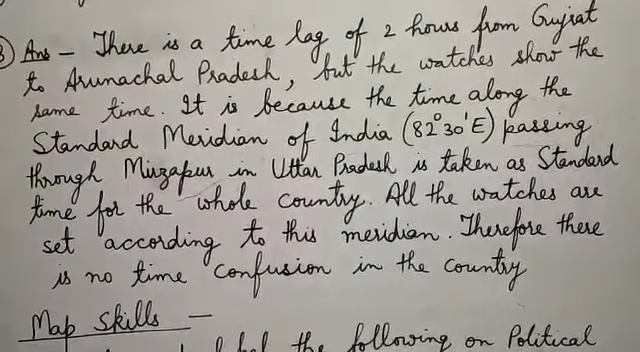 3) Ans - There is a time lag of 2 hours from Gujrat
to Arunachal Pradesh, but the watches show the
same time. It is because the time along the
Standard Meridian of India (82°30'E) passing
through Mirzapur in Uttar Pradesh is taken as Standard
time for the whole country. All the watches are
set according to this meridian. Therefore there
is no time confusion in the country
Map Skills -
the following on Political